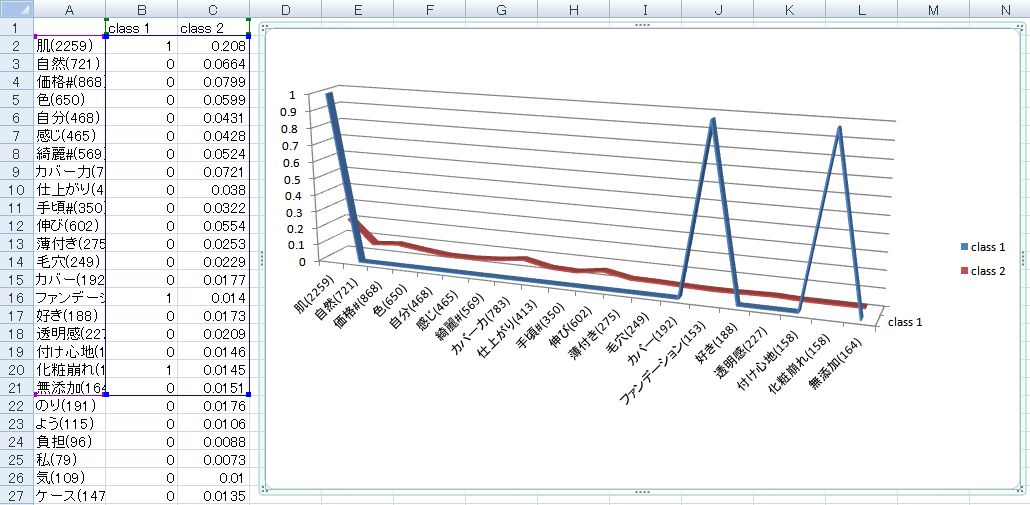 A B C D E F G H I J K L M N
1 class 1 class 2
2 肌(2259) 1 0.208
3 自然(721) 0 0.0664
4 価格#(868) 0 0.0799
5 色(650) 0 0.0599
6 自分(468) 0 0.0431
7 感じ(465) 0 0.0428
8 綺麗#(569 0 0.0524
9 カバー力(7 0 0.0721
10 仕上がり(4 0 0.038
11 手頃#(350) 0 0.0322
12 伸び(602) 0 0.0554
13 薄付き(275 0 0.0253
14 毛穴(249) 0 0.0229
15 カバー(192 0 0.0177
16 ファンデーシ 1 0.014
17 好き(188) 0 0.0173
18 透明感(227 0 0.0209
19 付け心地(1 0 0.0146
20 化粧崩れ(1 1 0.0145
21 無添加(164 0 0.0151
22 のり(191) 0 0.0176
23 よう(115) 0 0.0106
24 負担(96) 0 0.0088
25 私(79) 0 0.0073
26 気(109) 0 0.01
27 ケース(147 0 0.0135
1
0.9
0.8
0.7
0.6
0.5
0.4
0.3
0.2
0.1
0
肌(2259)
自然(721)
価格#(868)
色(650)
自分(468)
感じ(465)
綺麗#(569)
カバー力(783)
仕上がり(413)
手頃#(350)
伸び(602)
薄付き(275)
毛穴(249)
カバー(192)
ファンデーション(153)
好き(188)
透明感(227)
付け心地(158)
化粧崩れ(158)
無添加(164)
class 1
class 1
class 2